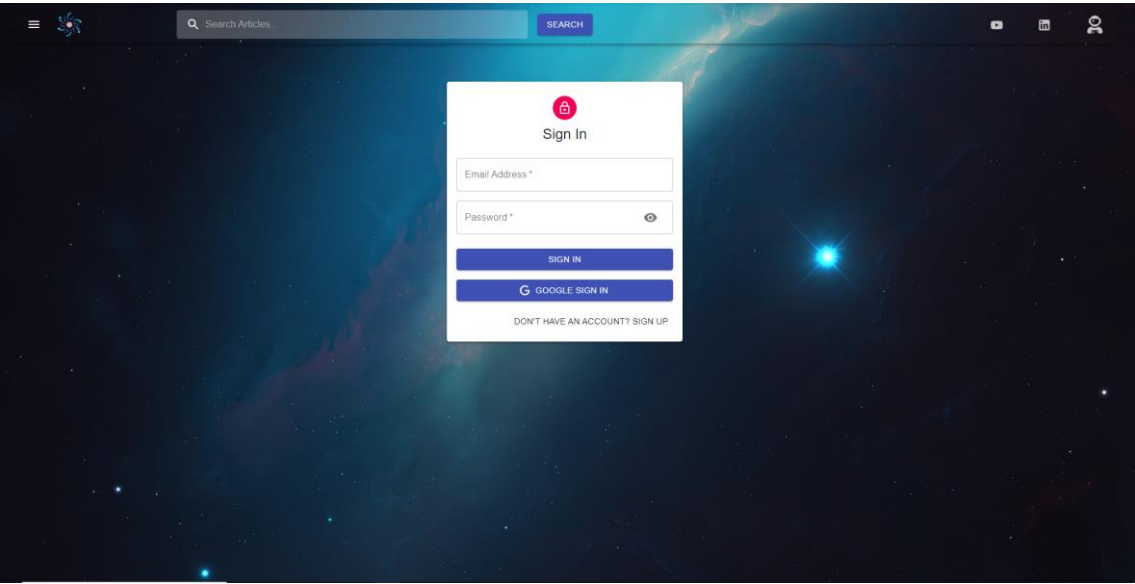 Search Articles...
SEARCH
Sign In
Email Address *
Password *
SIGN IN
G GOOGLE SIGN IN
DON'T HAVE AN ACCOUNT? SIGN UP